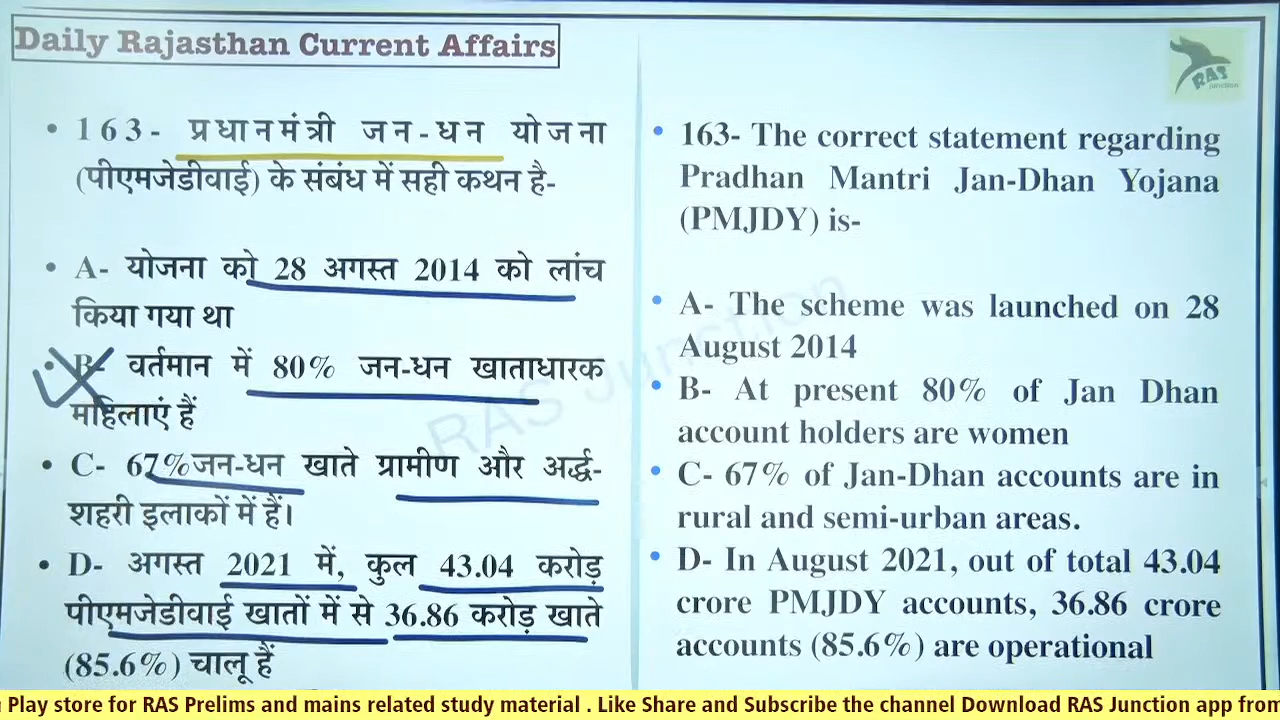 Daily Rajasthan Current Affairs
RAS
junction
• 163- प्रधानमंत्री जन-धन योजना
(पीएमजेडीवाई) के संबंध में सही कथन है-
• A- योजना को 28 अगस्त 2014 को लांच
किया गया था
• B- वर्तमान में 80% जन-धन खाताधारक
महिलाएं हैं
• C- 67%जन-धन खाते ग्रामीण और अर्द्ध-
शहरी इलाकों में हैं।
• D- अगस्त 2021 में, कुल 43.04 करोड़
पीएमजेडीवाई खातों में से 36.86 करोड़ खाते
(85.6%) चालू हैं
• 163- The correct statement regarding
Pradhan Mantri Jan-Dhan Yojana
(PMJDY) is-
• A- The scheme was launched on 28
August 2014
• B- At present 80% of Jan Dhan
account holders are women
• C- 67% of Jan-Dhan accounts are in
rural and semi-urban areas.
• D- In August 2021, out of total 43.04
crore PMJDY accounts, 36.86 crore
accounts (85.6%) are operational
RAS Junction
Play store for RAS Prelims and mains related study material . Like Share and Subscribe the channel Download RAS Junction app from